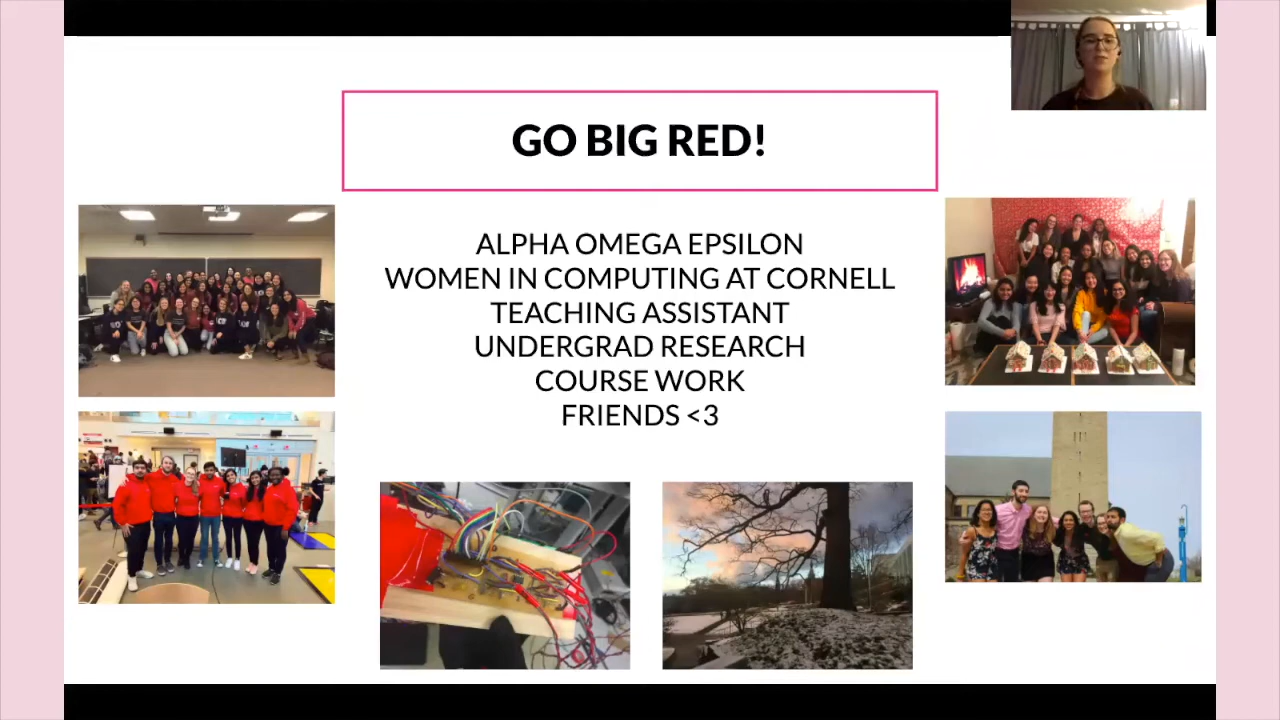 GO BIG RED!
ALPHA OMEGA EPSILON
WOMEN IN COMPUTING AT CORNELL
TEACHING ASSISTANT
UNDERGRAD RESEARCH
COURSE WORK
FRIENDS <3